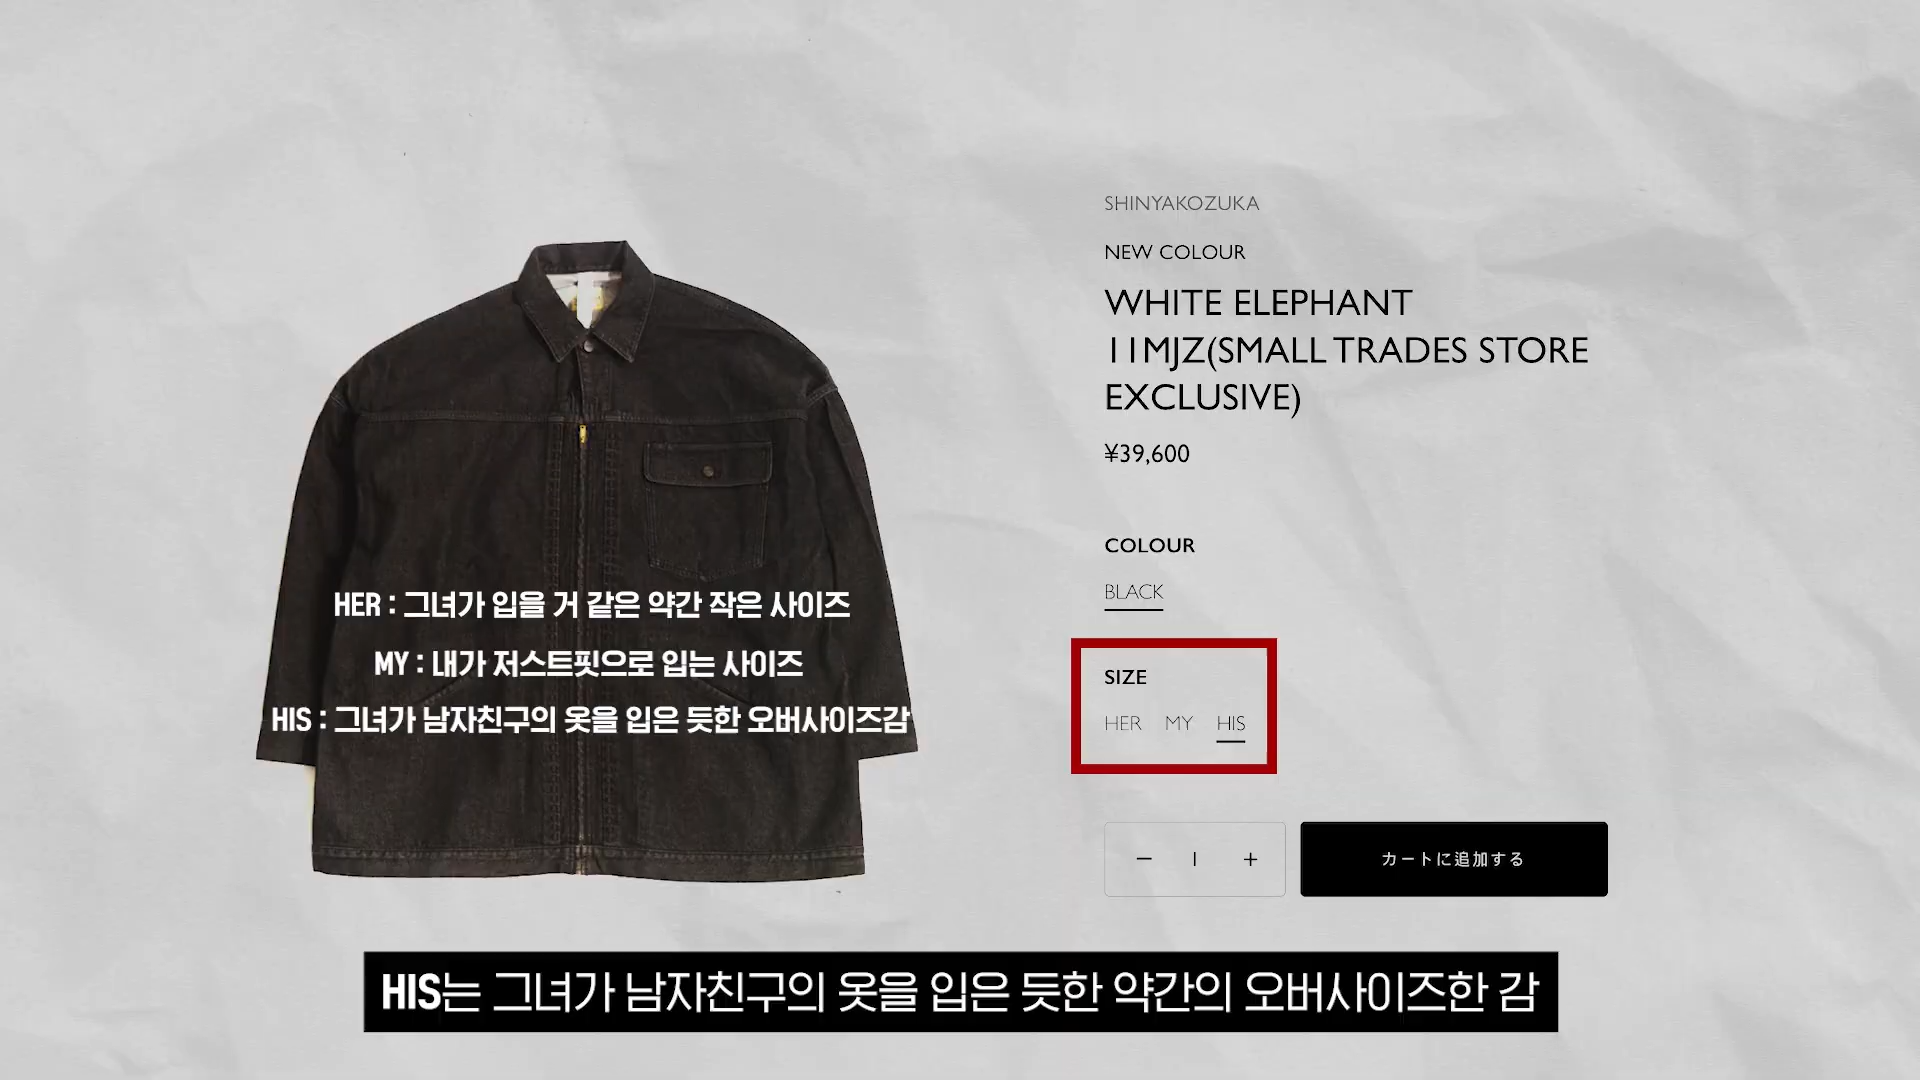 SHINYAKOZUKA
NEW COLOUR
WHITE ELEPHANT
11MJZ(SMALL TRADES STORE
EXCLUSIVE)
¥39,600
COLOUR
BLACK
SIZE
HER MY HIS
− 1 +
カートに追加する
HER : 그녀가 입을 거 같은 약간 작은 사이즈
MY : 내가 저스트핏으로 입는 사이즈
HIS : 그녀가 남자친구의 옷을 입은 듯한 오버사이즈감
HIS는 그녀가 남자친구의 옷을 입은 듯한 약간의 오버사이즈한 감